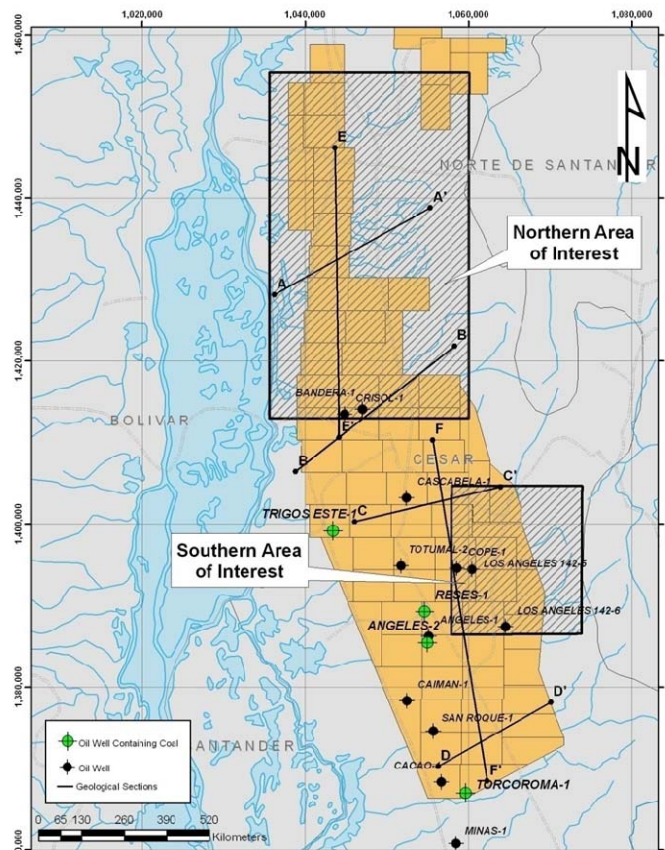 1,020,000
1,040,000
1,060,000
1,080,000
1,460,000
N
E
NORTE DE SANTANDER
1,440,000
A'
Northern Area
of Interest
A
1,420,000
B
BANDERA-1
CRISOL-1
BOLIVAR
E'
F
B'
CESAR
CASCABELA-1
C'
TRIGOS ESTE-1
C
1,400,000
Southern Area
of Interest
TOTUMAL-2
COPE-1
LOS ANGELES 142-5
RESES-1
ANGELES-2
ANGELES-1
LOS ANGELES 142-6
1,380,000
CAIMAN-1
D'
SAN ROQUE-1
Oil Well Containing Coal
Oil Well
Geological Sections
SANTANDER
CACAO
D
F'
TORCOROMA-1
0 65 130 260 390 520
Kilometers
MINAS-1